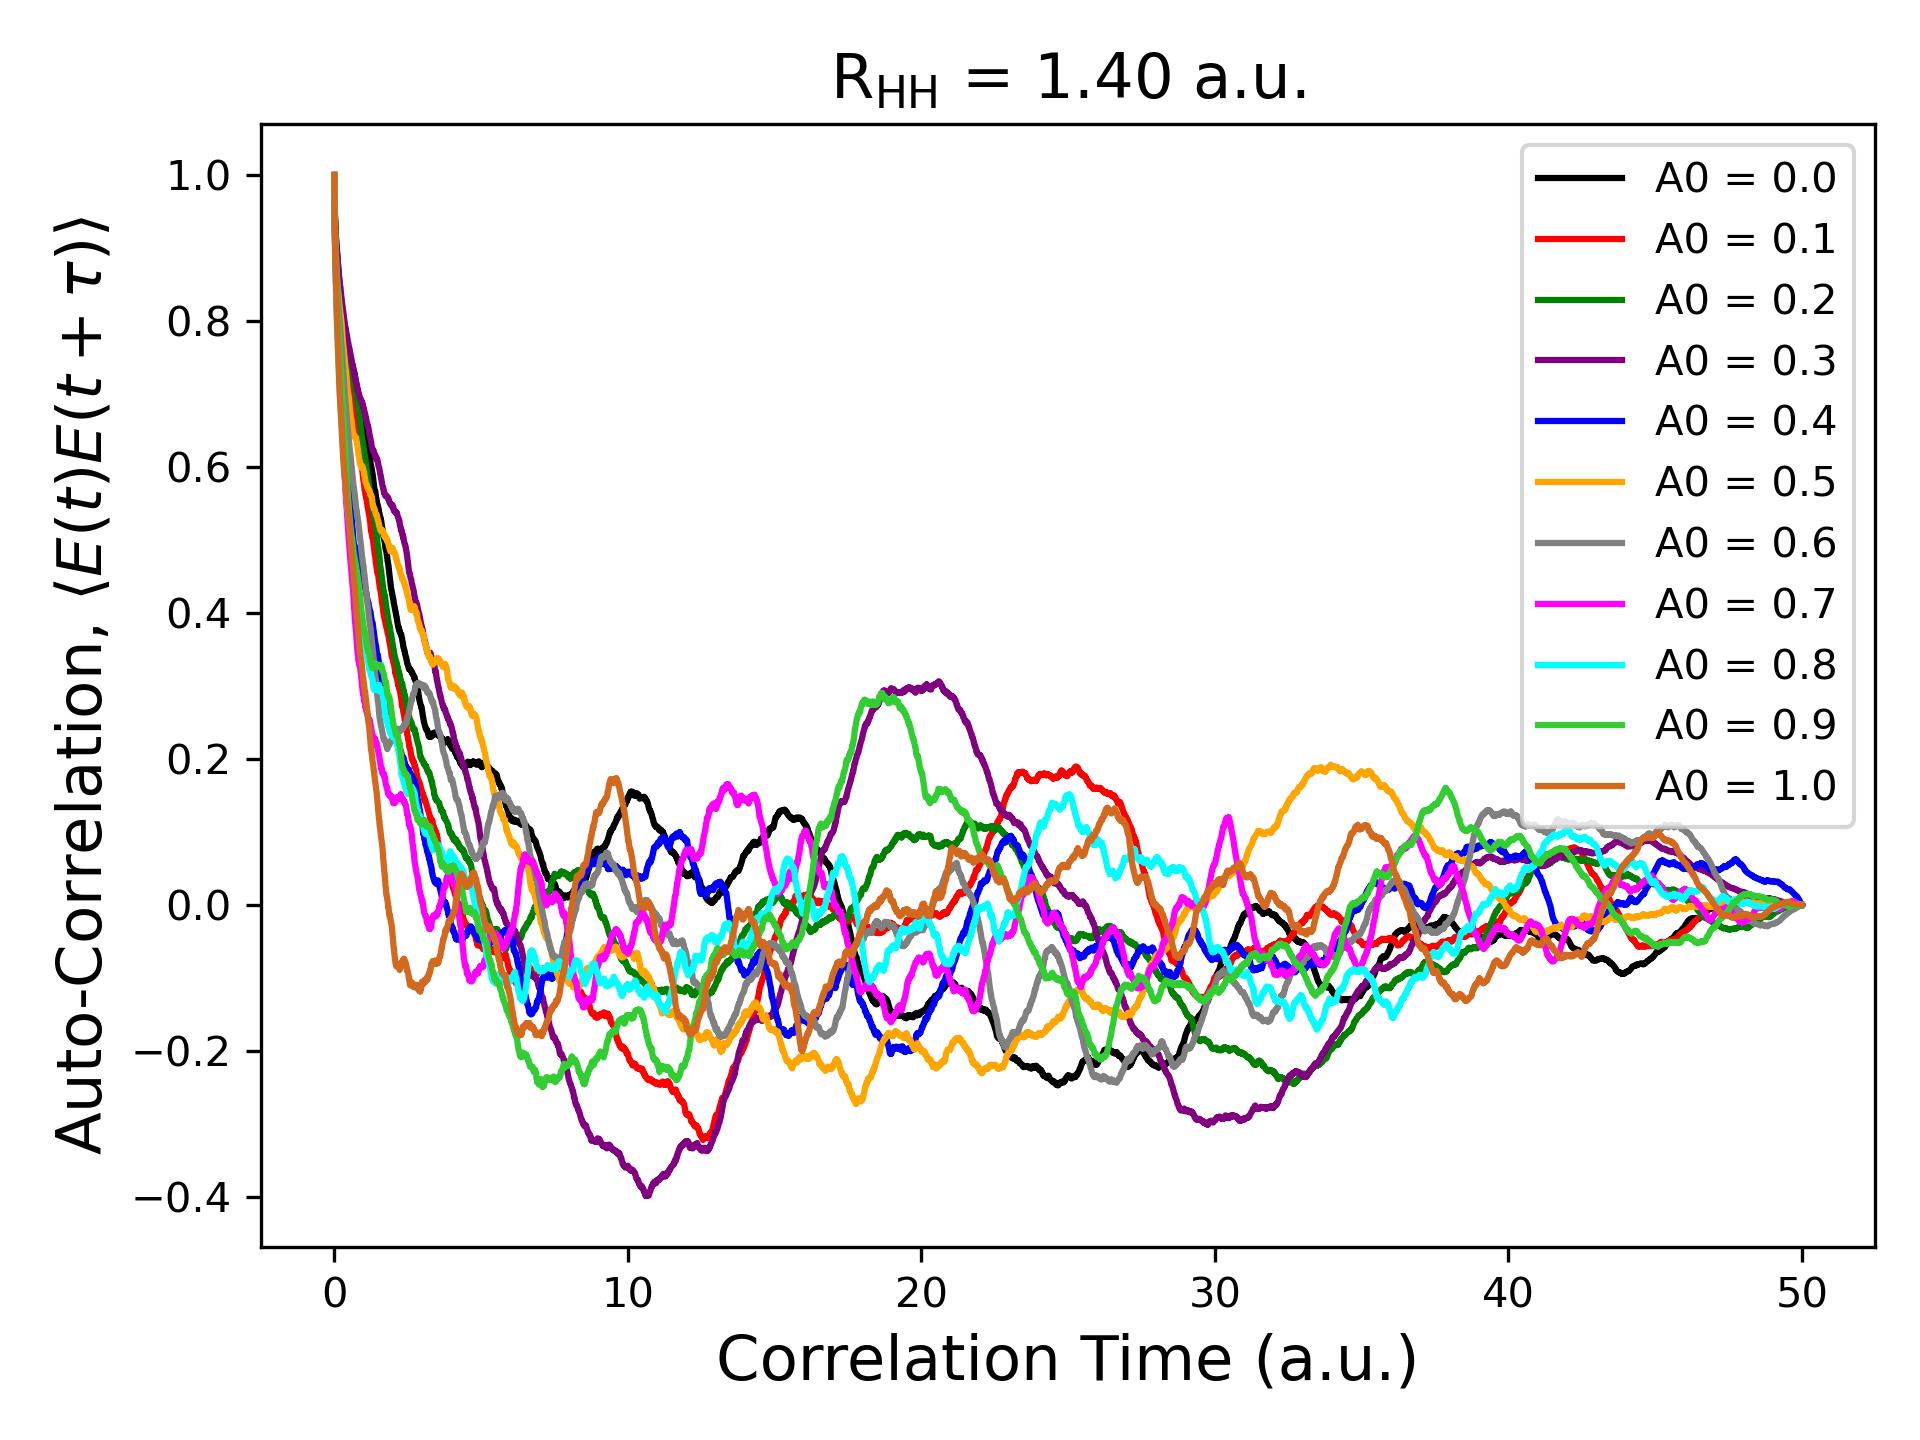 R_HH = 1.40 a.u.
Auto-Correlation, ⟨E(t)E(t + τ)⟩
1.0
0.8
0.6
0.4
0.2
0.0
−0.2
−0.4
A0 = 0.0
A0 = 0.1
A0 = 0.2
A0 = 0.3
A0 = 0.4
A0 = 0.5
A0 = 0.6
A0 = 0.7
A0 = 0.8
A0 = 0.9
A0 = 1.0
0 10 20 30 40 50
Correlation Time (a.u.)